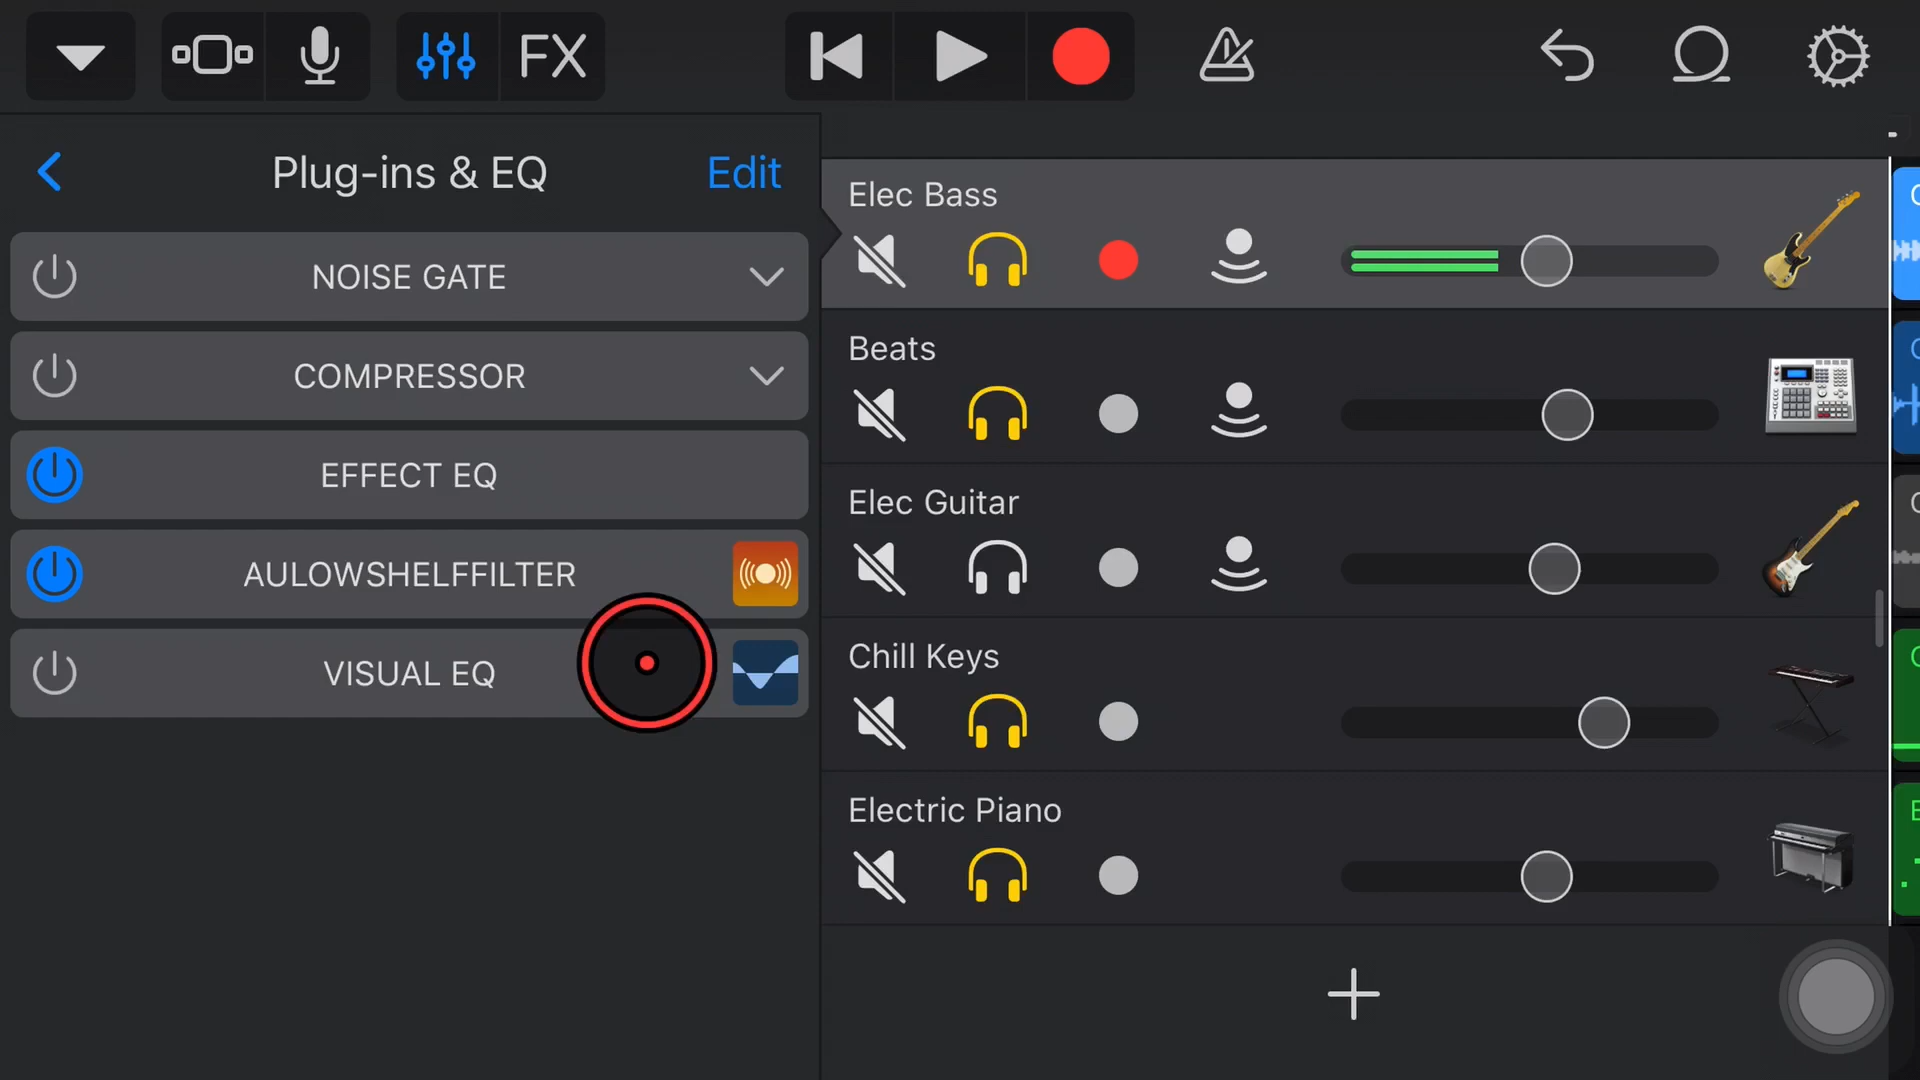 FX
Plug-ins & EQ
Edit
NOISE GATE
COMPRESSOR
EFFECT EQ
AULOWSHELFFILTER
VISUAL EQ
Elec Bass
Beats
Elec Guitar
Chill Keys
Electric Piano